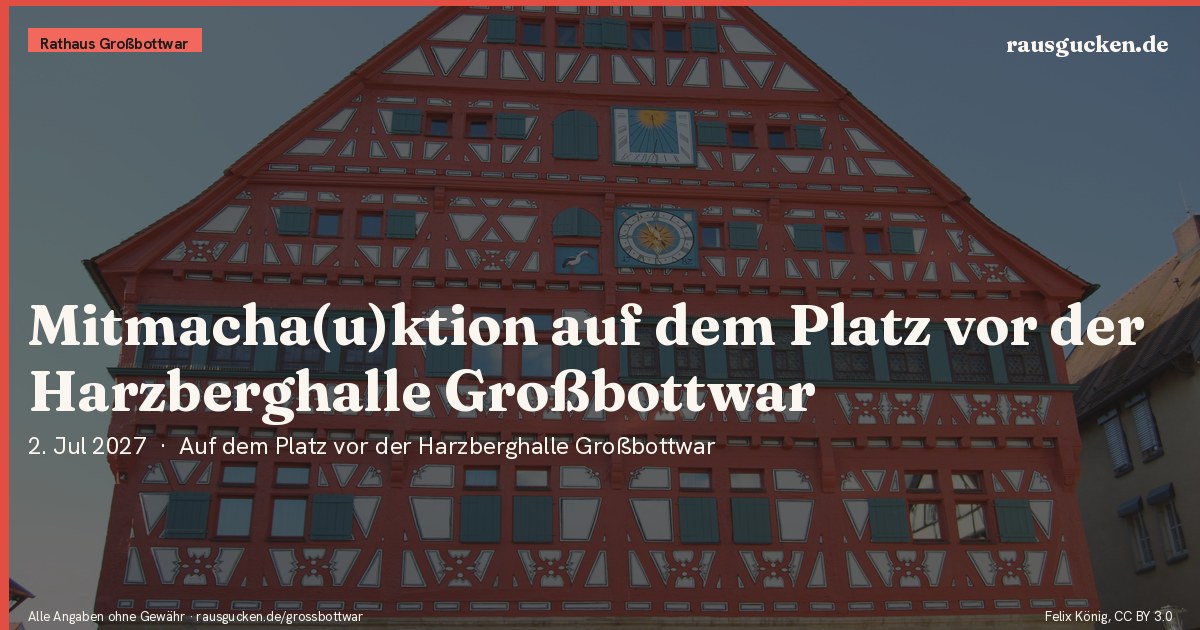 Rathaus Großbottwar
rausgucken.de
Mitmacha(u)ktion auf dem Platz vor der
Harzberghalle Großbottwar
2. Jul 2027 · Auf dem Platz vor der Harzberghalle Großbottwar
Alle Angaben ohne Gewähr · rausgucken.de/grossbottwar
Felix König, CC BY 3.0